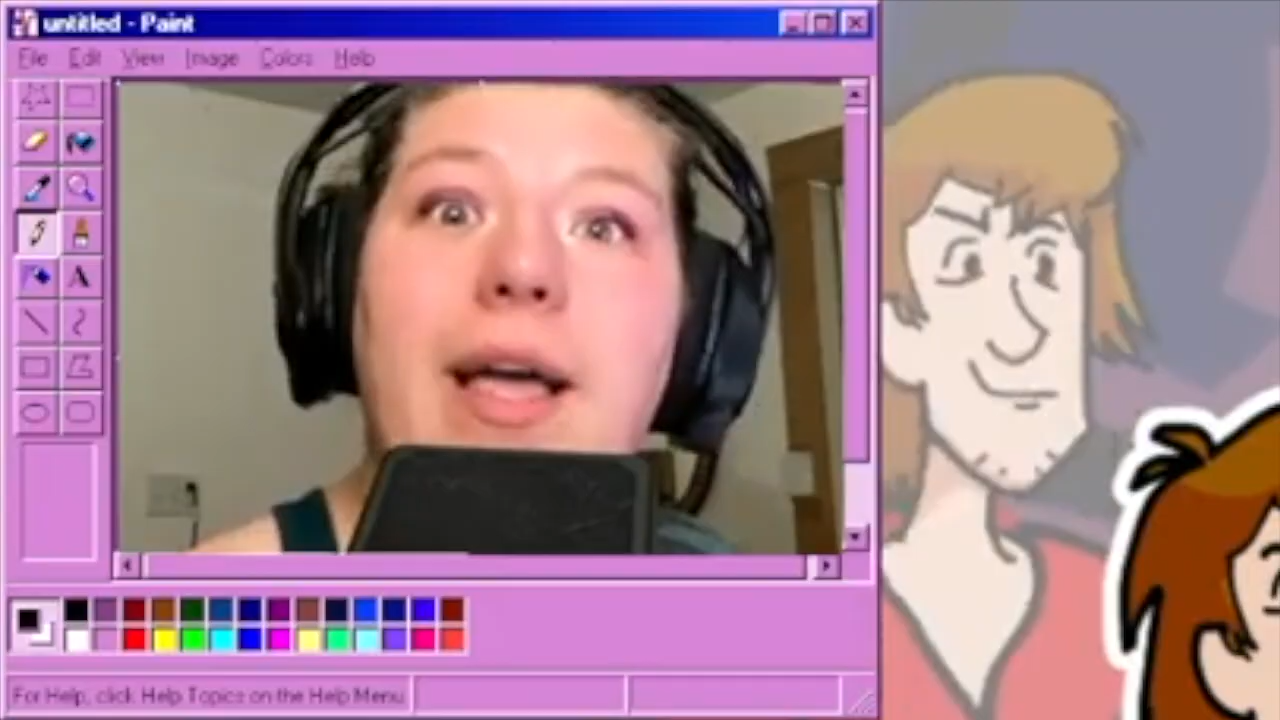 untitled - Paint
File Edit View Image Colors Help
A
For Help, click Help Topics on the Help Menu.